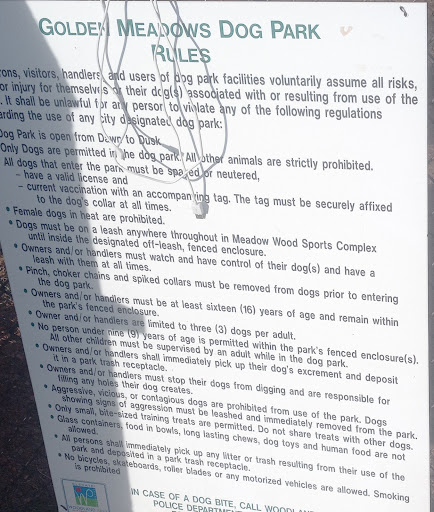 GOLDEN MEADOWS DOG PARK
RULES
rons, visitors, handlers, and users of dog park facilities voluntarily assume all risks,
or injury for themselves or their dog(s) associated with or resulting from use of the
. It shall be unlawful for any person to violate any of the following regulations
arding the use of any city designated dog park:
Dog Park is open from Dawn to Dusk
Only Dogs are permitted in the dog park. All other animals are strictly prohibited.
All dogs that enter the park must be spayed or neutered,
- have a valid license and
- current vaccination with an accompanying tag. The tag must be securely affixed
to the dog's collar at all times.
• Female dogs in heat are prohibited.
• Dogs must be on a leash anywhere throughout in Meadow Wood Sports Complex
until inside the designated off-leash, fenced enclosure.
• Owners and/or handlers must watch and have control of their dog(s) and have a
leash with them at all times.
• Pinch, choker chains and spiked collars must be removed from dogs prior to entering
the dog park.
• Owners and/or handlers must be at least sixteen (16) years of age and remain within
the park's fenced enclosure.
• Owner and/or handlers are limited to three (3) dogs per adult.
• No person under nine (9) years of age is permitted within the park's fenced enclosure(s).
All other children must be supervised by an adult while in the dog park.
• Owners and/or handlers shall immediately pick up their dog's excrement and deposit
it in a park trash receptacle.
• Owners and/or handlers must stop their dogs from digging and are responsible for
filling any holes their dog creates.
• Aggressive, vicious, or contagious dogs are prohibited from use of the park. Dogs
showing signs of aggression must be leashed and immediately removed from the park.
• Only small, bite-sized training treats are permitted. Do not share treats with other dogs.
• Glass containers, food in bowls, long lasting chews, dog toys and human food are not
allowed.
• All persons shall immediately pick up any litter or trash resulting from their use of the
park and deposited in a park trash receptacle.
• No bicycles, skateboards, roller blades or any motorized vehicles are allowed. Smoking
is prohibited
IN CASE OF A DOG BITE, CALL WOODL
POLICE DEPARTME